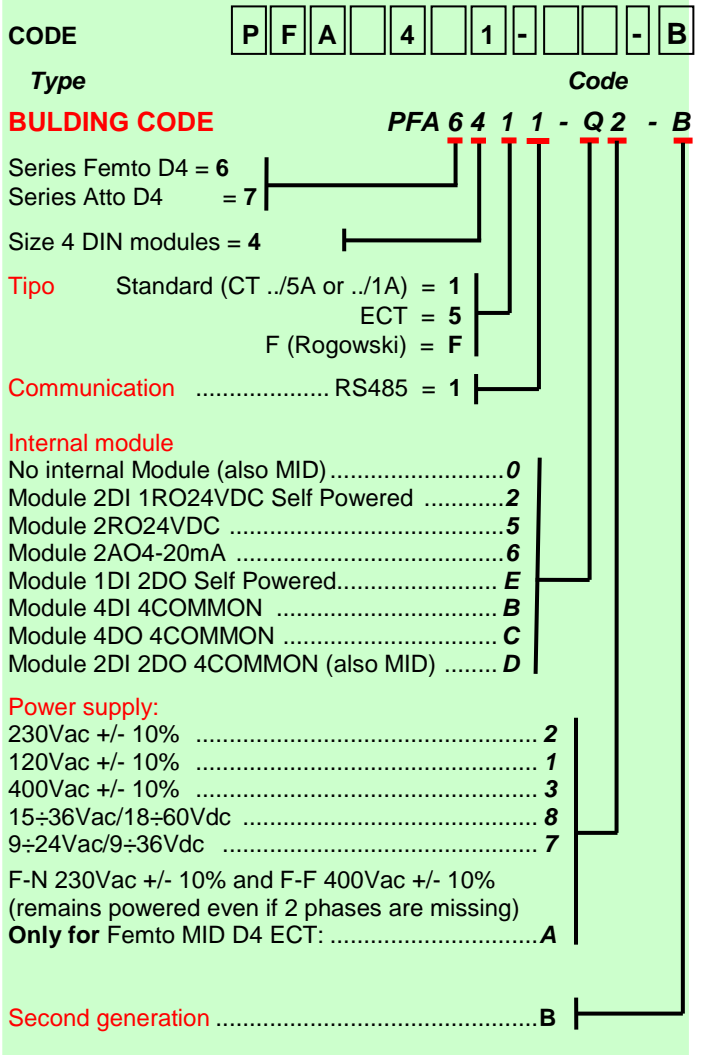 CODE P F A 4 1 - - B
Type Code
BULDING CODE PFA 6 4 1 1 - Q 2 - B
Series Femto D4 = 6
Series Atto D4 = 7
Size 4 DIN modules = 4
Tipo Standard (CT ../5A or ../1A) = 1
ECT = 5
F (Rogowski) = F
Communication ................... RS485 = 1
Internal module
No internal Module (also MID) ......................... 0
Module 2DI 1RO24VDC Self Powered ........... 2
Module 2RO24VDC ........................................ 5
Module 2AO4-20mA ........................................ 6
Module 1DI 2DO Self Powered....................... E
Module 4DI 4COMMON ................................ B
Module 4DO 4COMMON ............................... C
Module 2DI 2DO 4COMMON (also MID) ........ D
Power supply:
230Vac +/- 10% ................................................. 2
120Vac +/- 10% ................................................. 1
400Vac +/- 10% ................................................. 3
15÷36Vac/18÷60Vdc .......................................... 8
9÷24Vac/9÷36Vdc ............................................. 7
F-N 230Vac +/- 10% and F-F 400Vac +/- 10%
(remains powered even if 2 phases are missing)
Only for Femto MID D4 ECT: .............................. A
Second generation .............................................. B